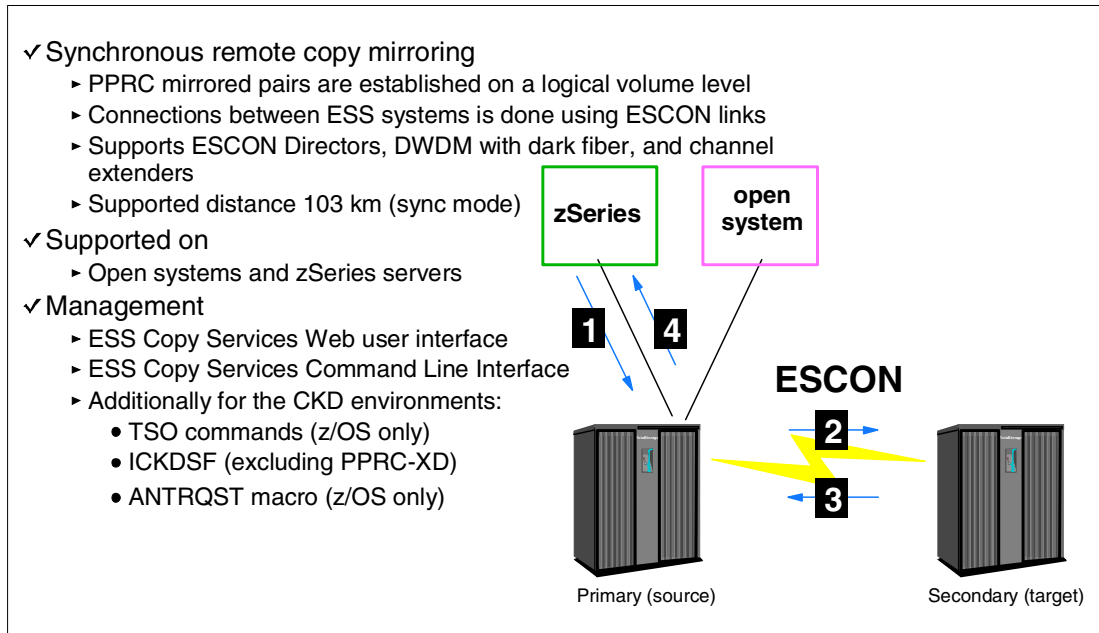 ✓ Synchronous remote copy mirroring
► PPRC mirrored pairs are established on a logical volume level
► Connections between ESS systems is done using ESCON links
► Supports ESCON Directors, DWDM with dark fiber, and channel
extenders
► Supported distance 103 km (sync mode)
✓ Supported on
► Open systems and zSeries servers
✓ Management
► ESS Copy Services Web user interface
► ESS Copy Services Command Line Interface
► Additionally for the CKD environments:
● TSO commands (z/OS only)
● ICKDSF (excluding PPRC-XD)
● ANTRQST macro (z/OS only)
zSeries
open
system
1
4
ESCON
2
3
Primary (source)
Secondary (target)